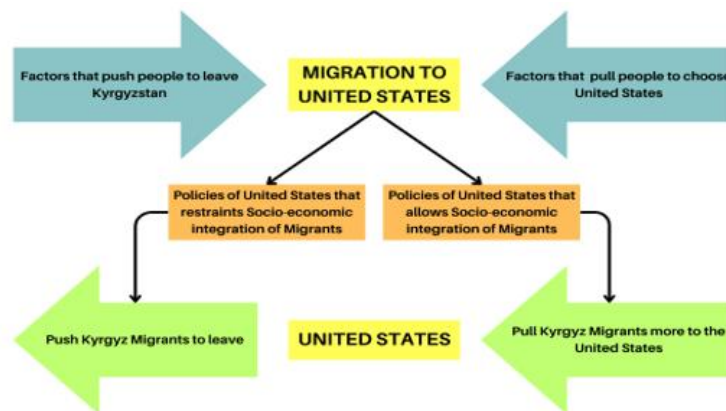 Factors that push people to leave
Kyrgyzstan
MIGRATION TO
UNITED STATES
Factors that pull people to choose
United States
Policies of United States that
restraints Socio-economic
integration of Migrants
Policies of United States that
allows Socio-economic
integration of Migrants
Push Kyrgyz Migrants to leave
UNITED STATES
Pull Kyrgyz Migrants more to the
United States